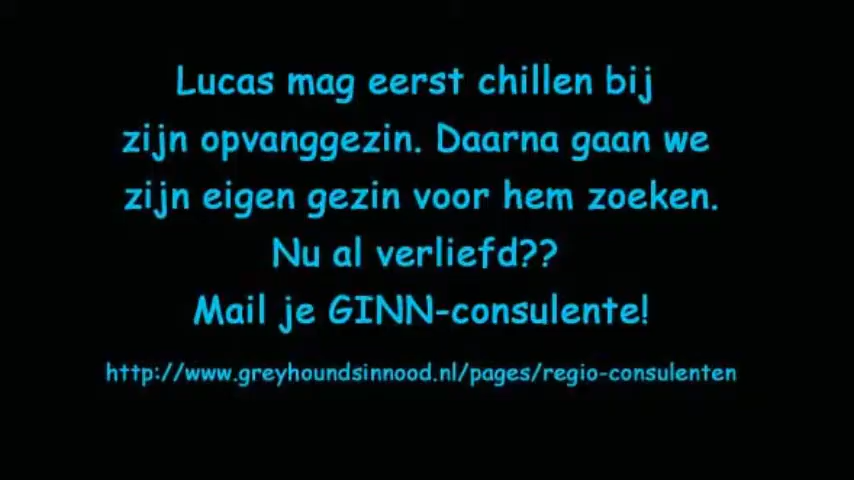 Lucas mag eerst chillen bij
zijn opvanggezin. Daarna gaan we
zijn eigen gezin voor hem zoeken.
Nu al verliefd??
Mail je GINN-consulente!
http://www.greyhoundsinnood.nl/pages/regio-consulenten